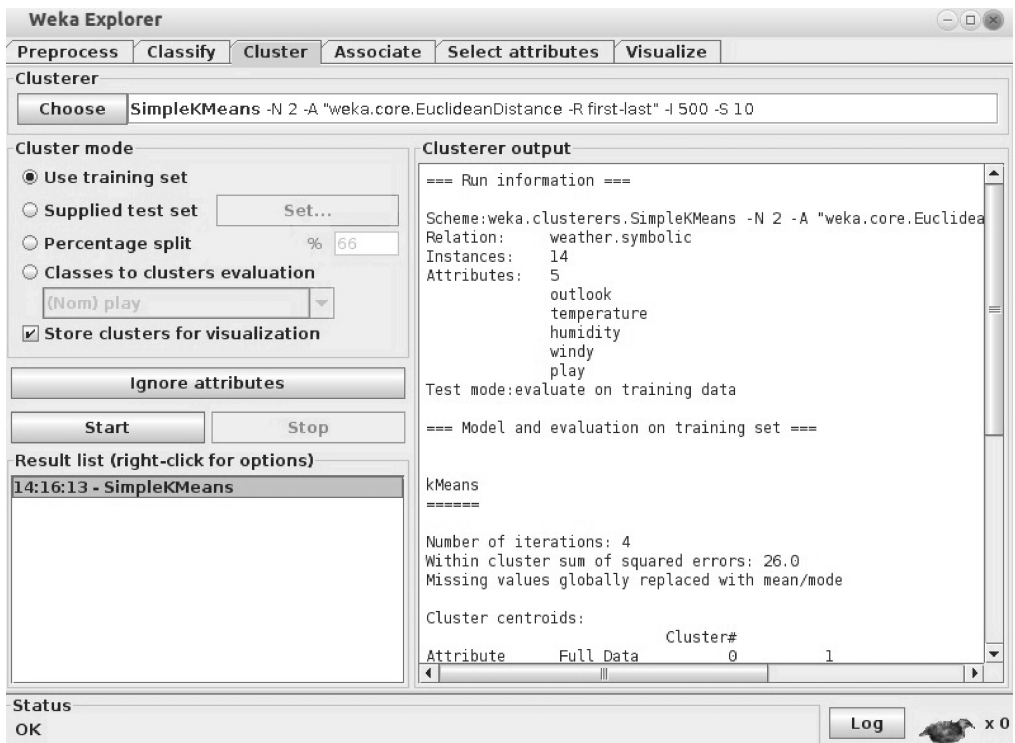 Weka Explorer
Preprocess Classify Cluster Associate Select attributes Visualize
Clusterer
Choose SimpleKMeans -N 2 -A "weka.core.EuclideanDistance -R first-last" -I 500 -S 10
Cluster mode
Use training set
Supplied test set Set...
Percentage split % 66
Classes to clusters evaluation
(Nom) play
Store clusters for visualization
Ignore attributes
Start Stop
Result list (right-click for options)
14:16:13 - SimpleKMeans
Clusterer output
=== Run information ===
Scheme:weka.clusterers.SimpleKMeans -N 2 -A "weka.core.Euclidea
Relation: weather.symbolic
Instances: 14
Attributes: 5
outlook
temperature
humidity
windy
play
Test mode:evaluate on training data
=== Model and evaluation on training set ===
kMeans
======
Number of iterations: 4
Within cluster sum of squared errors: 26.0
Missing values globally replaced with mean/mode
Cluster centroids:
Cluster#
Attribute Full Data 0 1
Status
OK
Log x 0